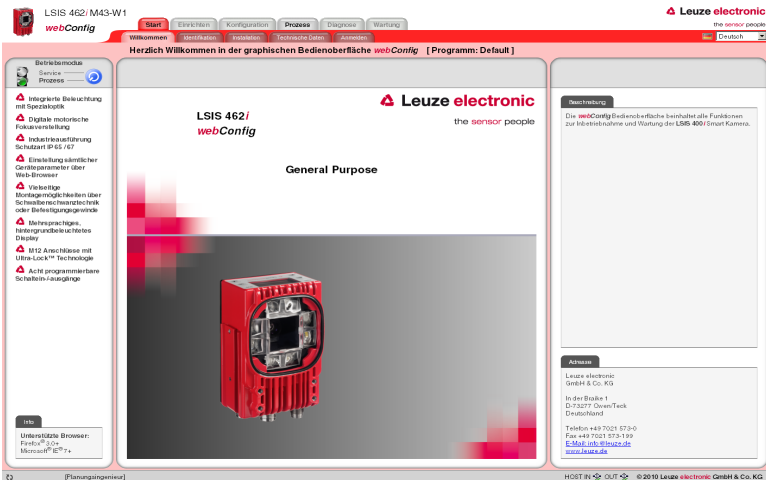 LSIS 462i M43-W1
webConfig
Leuze electronic
the sensor people
Start Einrichten Konfiguration Prozess Diagnose Wartung
Willkommen Identifikation Installation Technische Daten Anmelden
Deutsch
Herzlich Willkommen in der graphischen Bedienoberfläche webConfig [ Programm: Default ]
Betriebsmodus
Service
Prozess
Integrierte Beleuchtung
mit Spezialoptik
Digitale motorische
Fokusverstellung
Industrieausführung
Schutzart IP 65 / 67
Einstellung sämtlicher
Geräteparameter über
Web-Browser
Vielseitige
Montagemöglichkeiten über
Schwalbenschwanztechnik
oder Befestigungsgewinde
Mehrsprachiges,
hintergrundbeleuchtetes
Display
M12 Anschlüsse mit
Ultra-Lock™ Technologie
Acht programmierbare
Schaltein-/-ausgänge
Info
Unterstützte Browser:
Firefox® 3.0+
Microsoft® IE® 7+
LSIS 462i
webConfig
Leuze electronic
the sensor people
General Purpose
Beschreibung
Die webConfig Bedienoberfläche beinhaltet alle Funktionen
zur Inbetriebnahme und Wartung der LSIS 400i Smart Kamera.
Adresse
Leuze electronic
GmbH & Co. KG
In der Braike 1
D-73277 Owen/Teck
Deutschland
Telefon +49 7021 573-0
Fax +49 7021 573-199
E-Mail: info@leuze.de
www.leuze.de
[Planungsingenieur]
HOST IN OUT © 2010 Leuze electronic GmbH & Co. KG